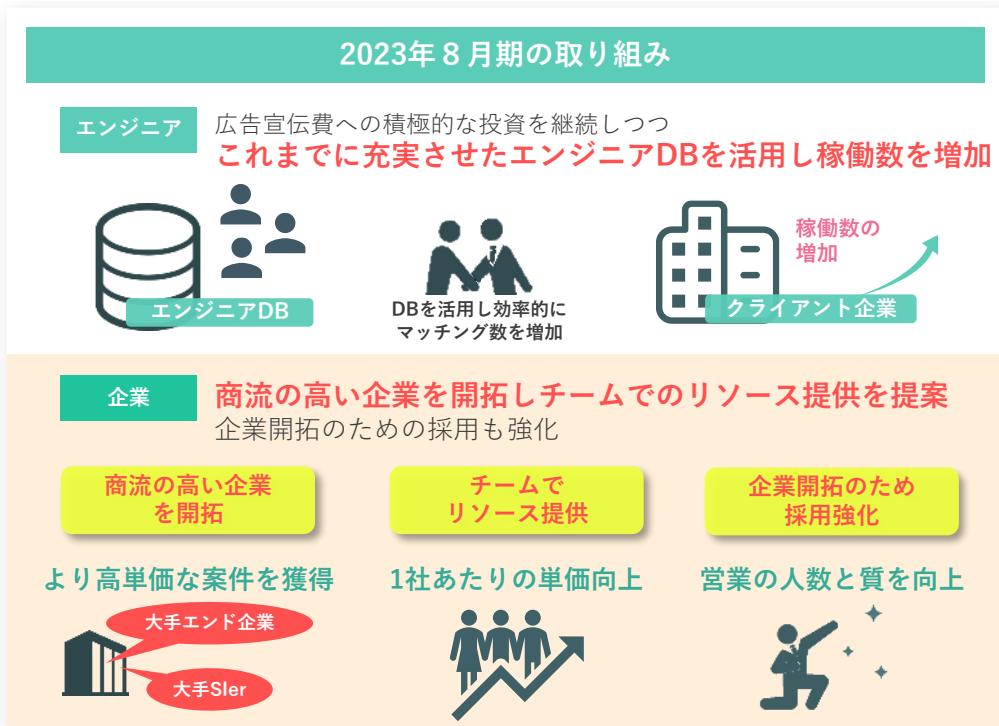 2023年８月期の取り組み
エンジニア
広告宣伝費への積極的な投資を継続しつつ
これまでに充実させたエンジニアDBを活用し稼働数を増加
エンジニアDB
DBを活用し効率的に
マッチング数を増加
稼働数の
増加
クライアント企業
企業
商流の高い企業を開拓しチームでのリソース提供を提案
企業開拓のための採用も強化
商流の高い企業
を開拓
チームで
リソース提供
企業開拓のため
採用強化
より高単価な案件を獲得
1社あたりの単価向上
営業の人数と質を向上
大手エンド企業
大手SIer